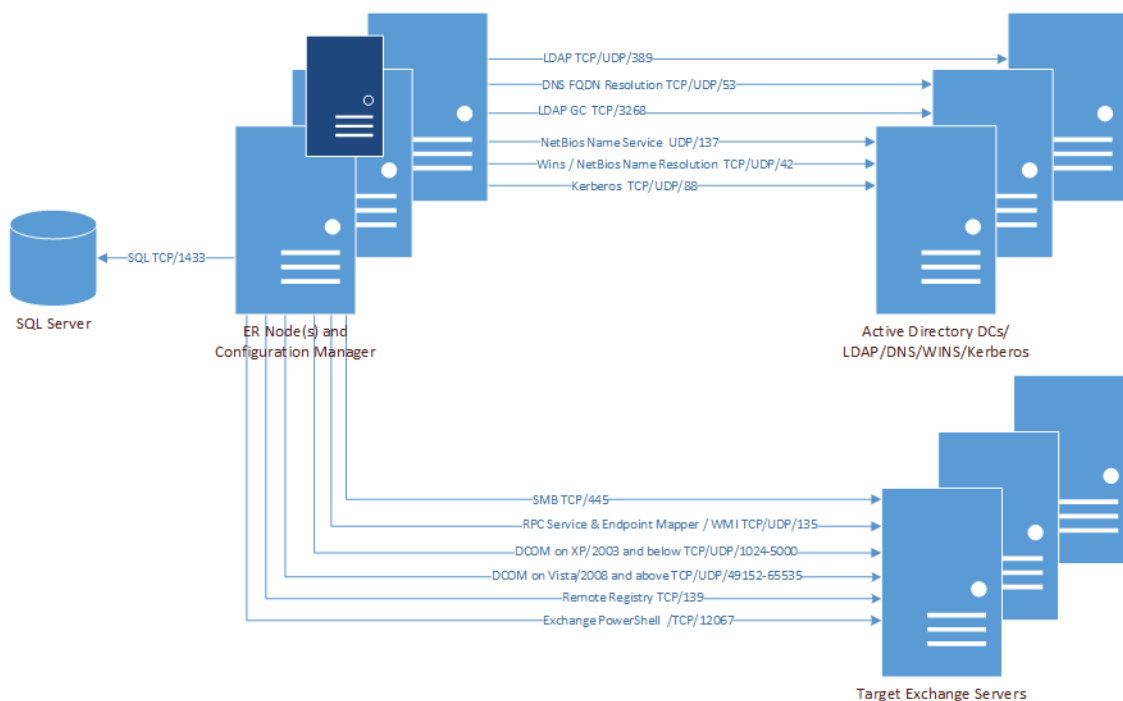 LDAP TCP/UDP/389
DNS FQDN Resolution TCP/UDP/53
LDAP GC TCP/3268
NetBios Name Service UDP/137
Wins / NetBios Name Resolution TCP/UDP/42
Kerberos TCP/UDP/88
SQL TCP/1433
SQL Server
ER Node(s) and
Configuration Manager
Active Directory DCs/
LDAP/DNS/WINS/Kerberos
SMB TCP/445
RPC Service & Endpoint Mapper / WMI TCP/UDP/135
DCOM on XP/2003 and below TCP/UDP/1024-5000
DCOM on Vista/2008 and above TCP/UDP/49152-65535
Remote Registry TCP/139
Exchange PowerShell /TCP/12067
Target Exchange Servers